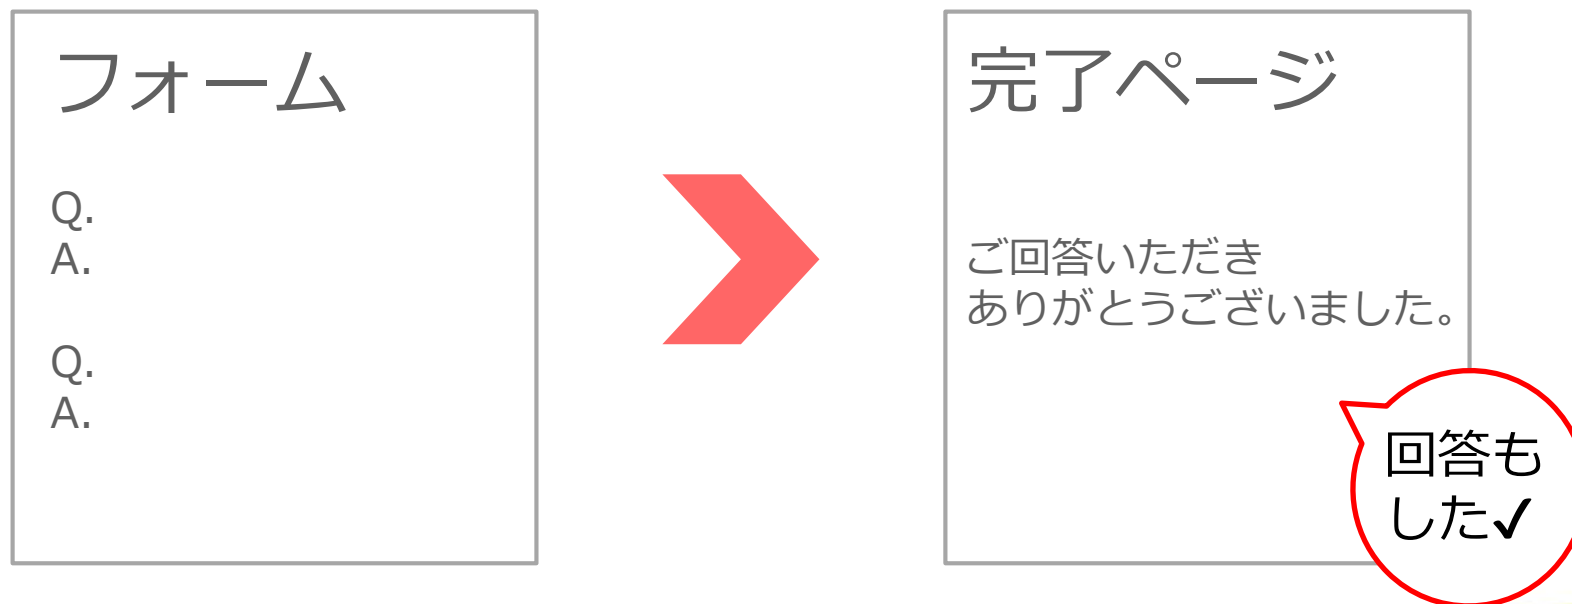 フォーム
Q.
A.
Q.
A.
完了ページ
ご回答いただき
ありがとうございました。
回答も
した✓